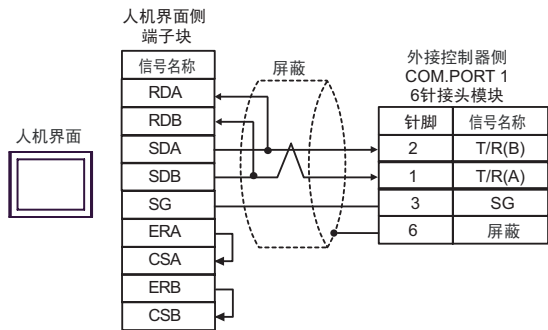 人机界面侧
端子块
信号名称
RDA
RDB
SDA
SDB
SG
ERA
CSA
ERB
CSB
人机界面
屏蔽
外接控制器侧
COM.PORT 1
6针接头模块
针脚 信号名称
2 T/R(B)
1 T/R(A)
3 SG
6 屏蔽